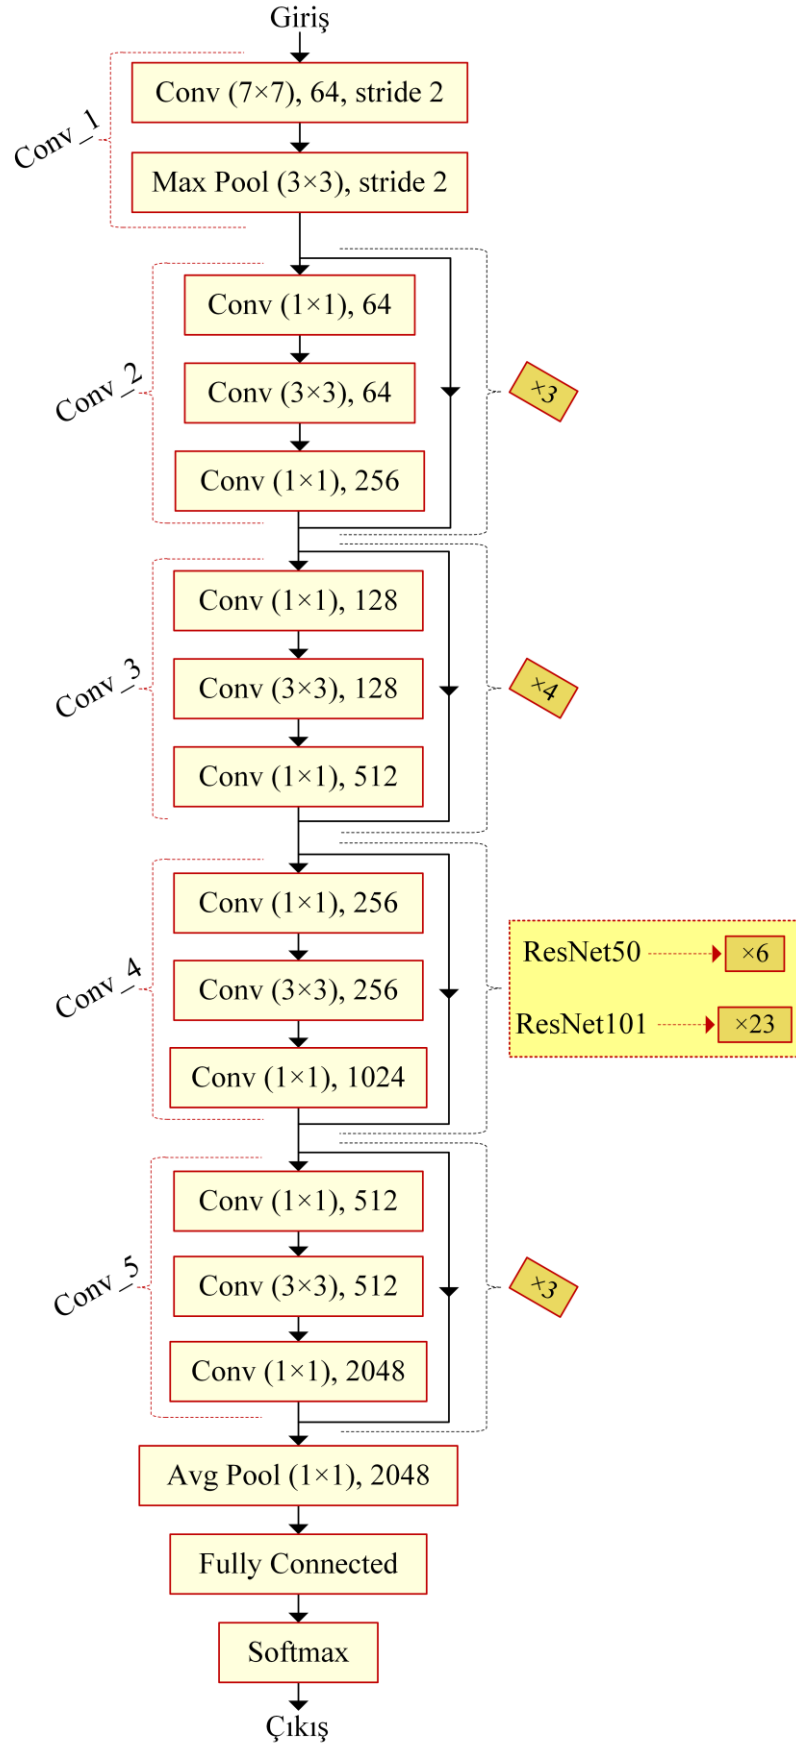 Giriş
Conv_1
Conv (7×7), 64, stride 2
Max Pool (3×3), stride 2
Conv_2
Conv (1×1), 64
Conv (3×3), 64
Conv (1×1), 256
×3
Conv_3
Conv (1×1), 128
Conv (3×3), 128
Conv (1×1), 512
×4
Conv_4
Conv (1×1), 256
Conv (3×3), 256
Conv (1×1), 1024
ResNet50
×6
ResNet101
×23
Conv_5
Conv (1×1), 512
Conv (3×3), 512
Conv (1×1), 2048
×3
Avg Pool (1×1), 2048
Fully Connected
Softmax
Çıkış